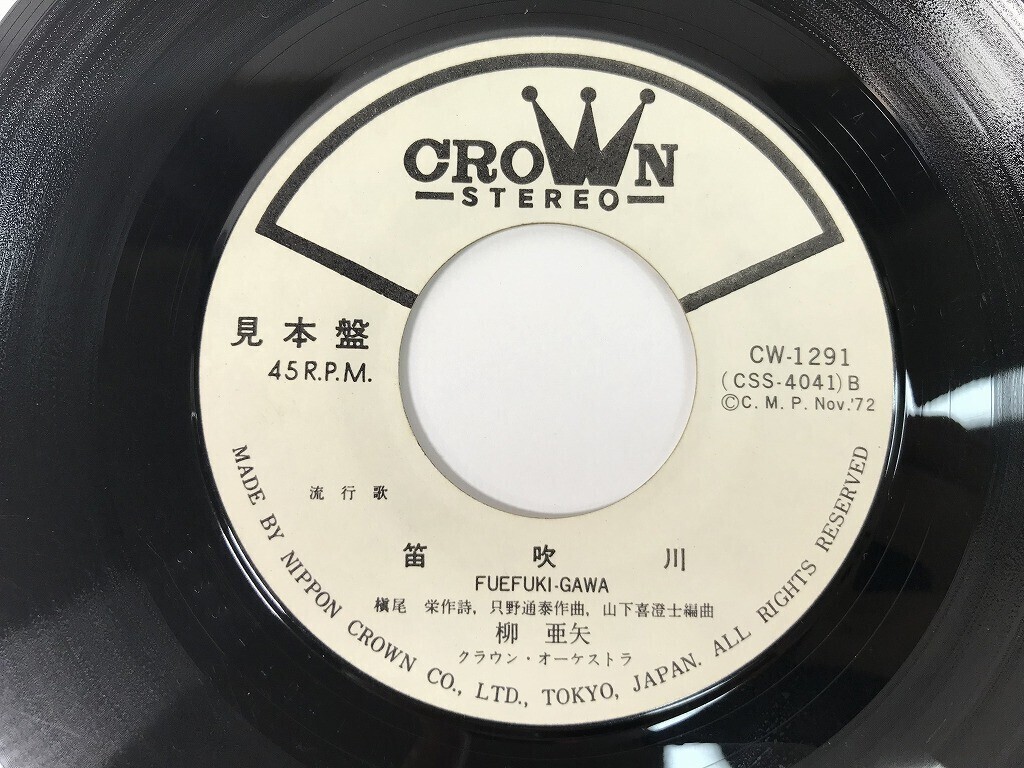 CROWN
STEREO
見本盤
45 R.P.M.
CW-1291
(CSS-4041) B
Ⓒ C. M. P. Nov.'72
流行歌
笛吹川
FUEFUKI-GAWA
槇尾 栄作詩, 只野通泰作曲, 山下喜澄士編曲
柳 亜矢
クラウン・オーケストラ
MADE BY NIPPON CROWN CO., LTD., TOKYO, JAPAN. ALL RIGHTS RESERVED